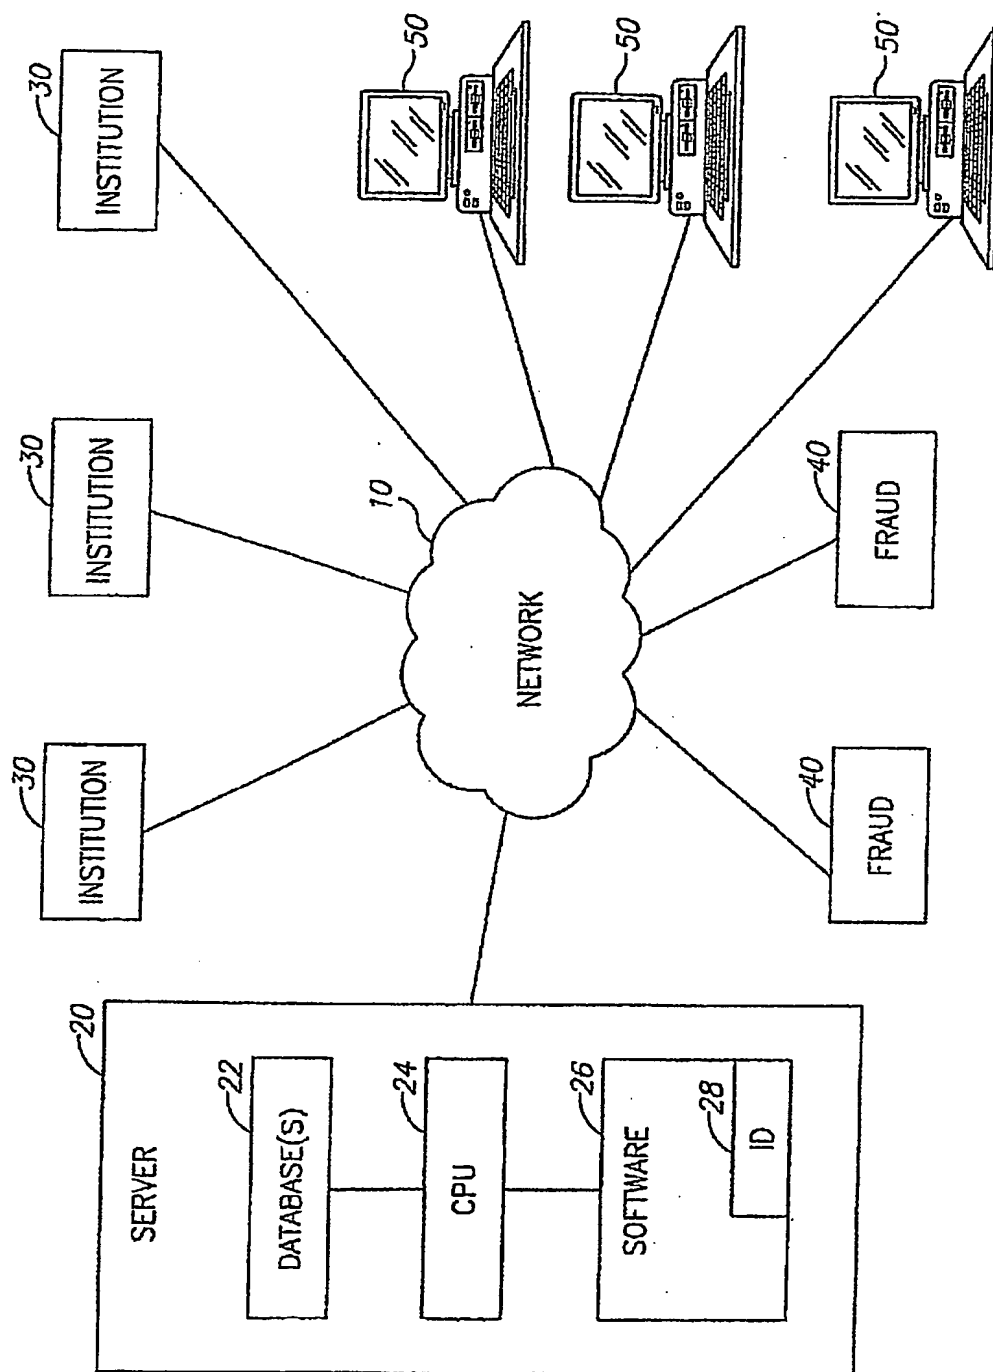 SERVER
20
DATABASE(S)
22
CPU
24
SOFTWARE
26
ID
28
INSTITUTION
30
INSTITUTION
30
INSTITUTION
30
NETWORK
10
FRAUD
40
FRAUD
40
50
50
50